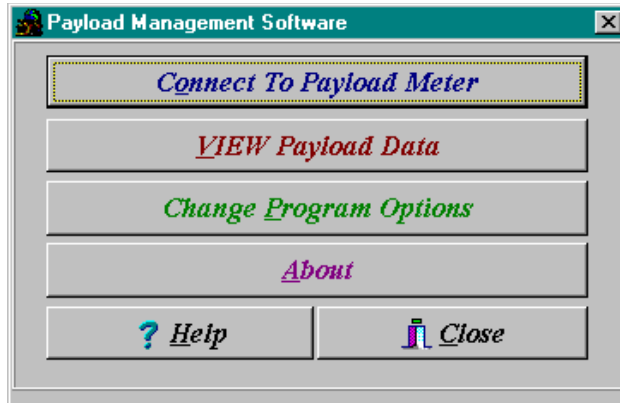 Payload Management Software
Connect To Payload Meter
VIEW Payload Data
Change Program Options
About
? Help
Close